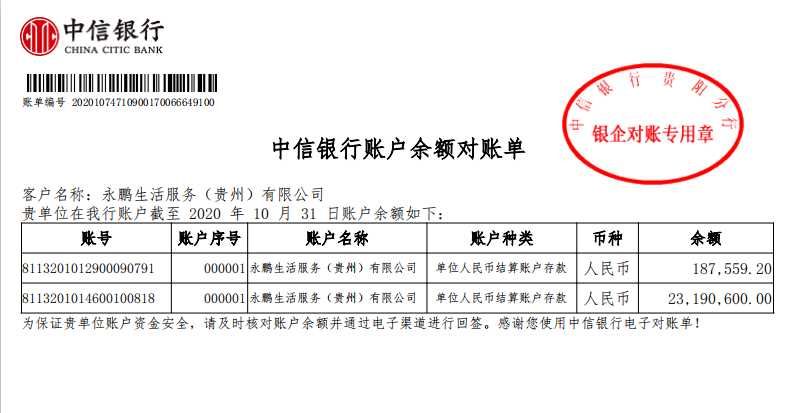 中信银行
CHINA CITIC BANK
账单编号 20201074710900170066649100
中信银行贵阳分行
银企对账专用章
中信银行账户余额对账单
客户名称：永鹏生活服务（贵州）有限公司
贵单位在我行账户截至 2020 年 10 月 31 日账户余额如下：
账号 账户序号 账户名称 账户种类 币种 余额
8113201012900090791 000001 永鹏生活服务（贵州）有限公司 单位人民币结算账户存款 人民币 187,559.20
8113201014600100818 000001 永鹏生活服务（贵州）有限公司 单位人民币结算账户存款 人民币 23,190,600.00
为保证贵单位账户资金安全，请及时核对账户余额并通过电子渠道进行回签。感谢您使用中信银行电子对账单！